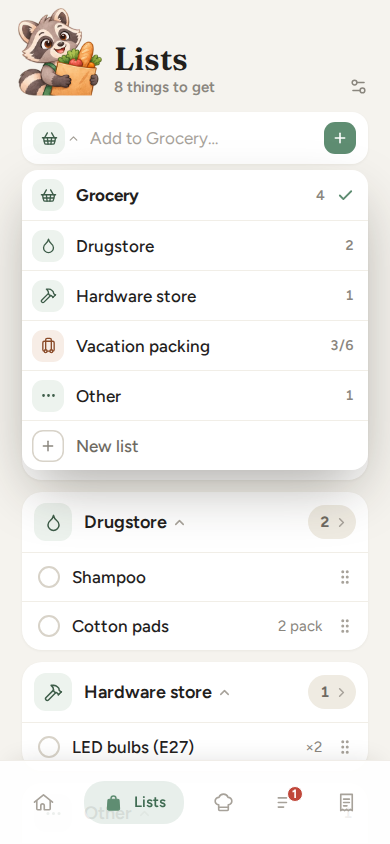 Lists
8 things to get
Add to Grocery...
Grocery 4
Drugstore 2
Hardware store 1
Vacation packing 3/6
Other 1
New list
Drugstore 2
Shampoo
Cotton pads 2 pack
Hardware store 1
LED bulbs (E27) ×2
Other 1
Lists
1